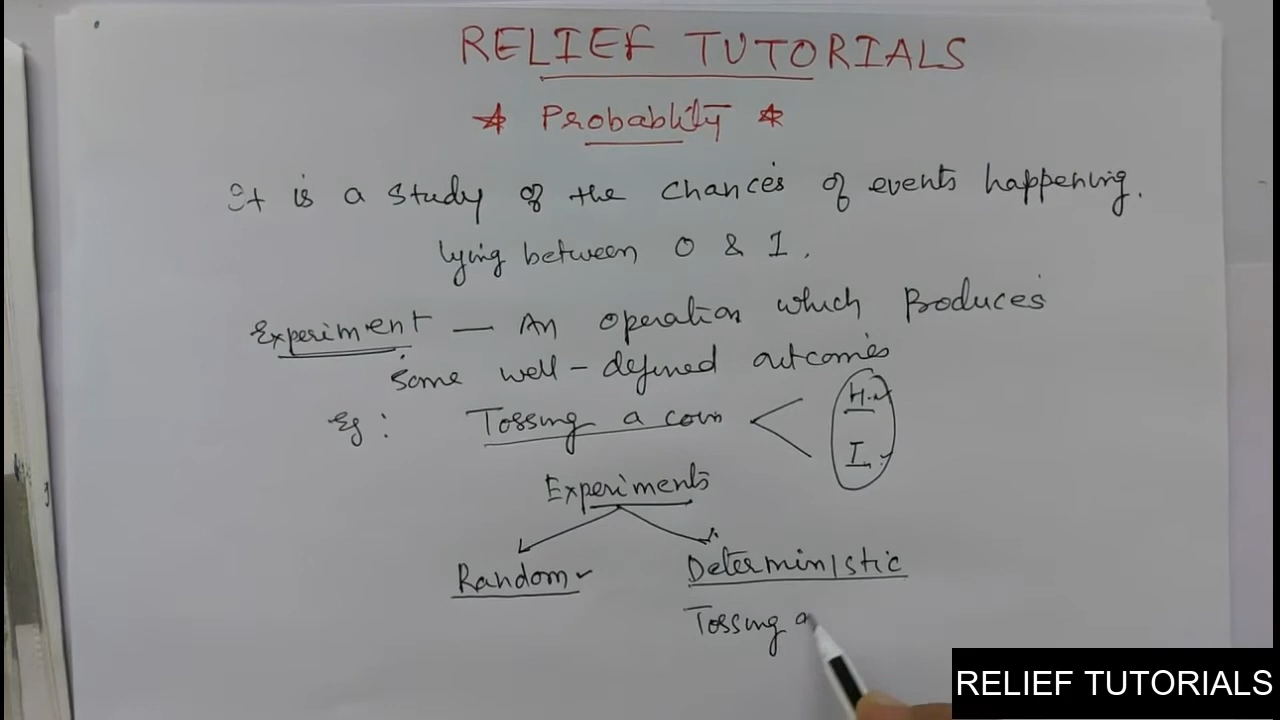 RELIEF TUTORIALS
* Probability *
It is a study of the chances of events happening.
lying between 0 & 1.
Experiment — An operation which Produces
Some well-defined outcomes
Eg: Tossing a coin < H
T
Experiments
Random Deterministic
Tossing a
RELIEF TUTORIALS